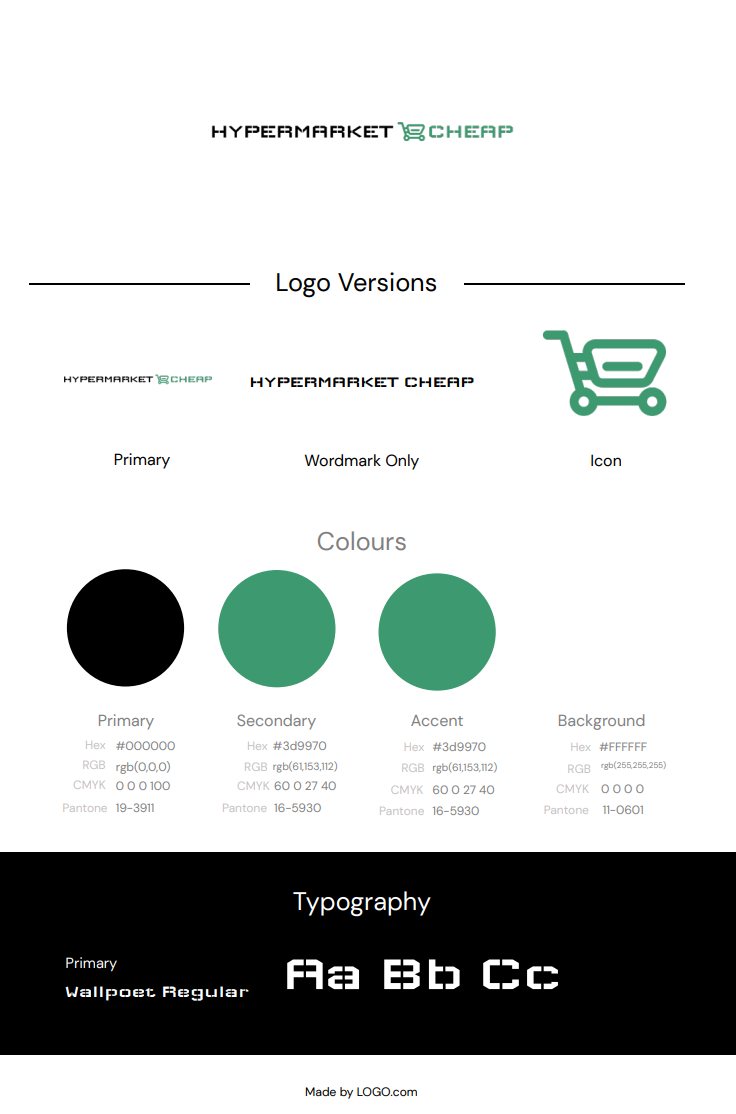 HYPERMARKET CHEAP
Logo Versions
HYPERMARKET CHEAP
HYPERMARKET CHEAP
Primary
Wordmark Only
Icon
Colours
Primary
Hex #000000
RGB rgb(0,0,0)
CMYK 0 0 0 100
Pantone 19-3911
Secondary
Hex #3d9970
RGB rgb(61,153,112)
CMYK 60 0 27 40
Pantone 16-5930
Accent
Hex #3d9970
RGB rgb(61,153,112)
CMYK 60 0 27 40
Pantone 16-5930
Background
Hex #FFFFFF
RGB rgb(255,255,255)
CMYK 0 0 0 0
Pantone 11-0601
Typography
Primary
Wallpoet Regular
Aa Bb Cc
Made by LOGO.com